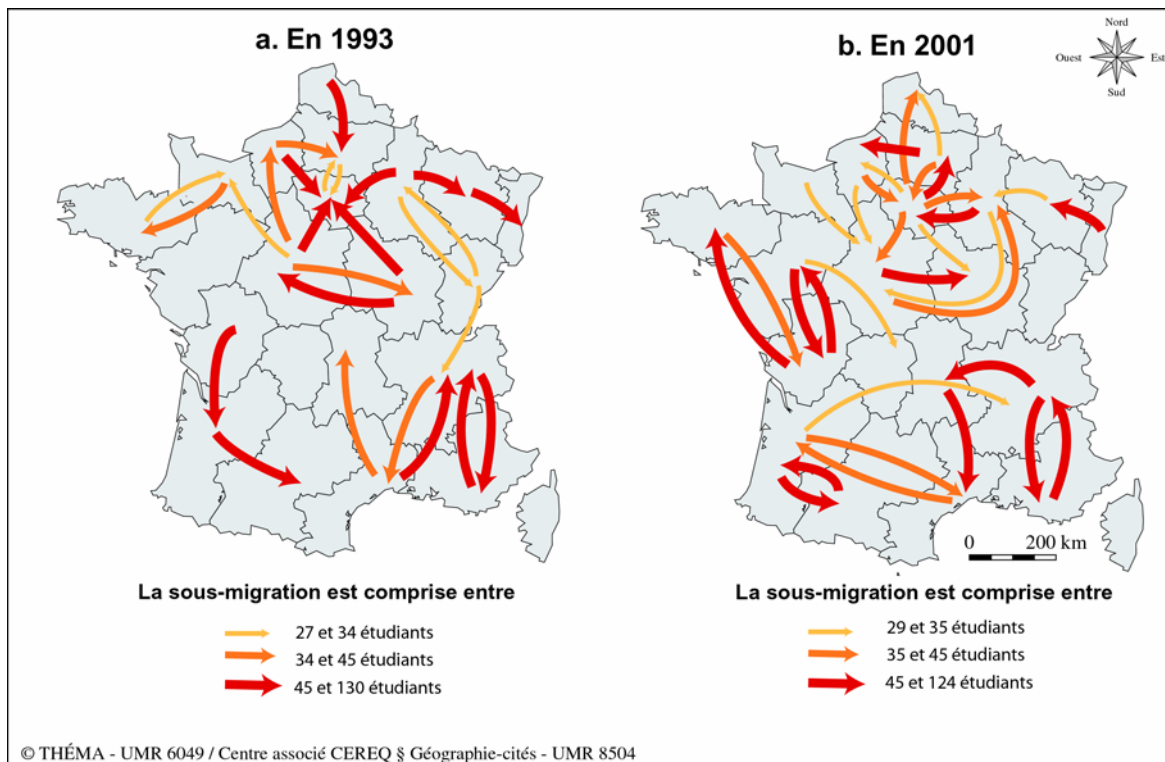 a. En 1993
b. En 2001
Nord
Ouest
Est
Sud
0 200 km
La sous-migration est comprise entre
27 et 34 étudiants
34 et 45 étudiants
45 et 130 étudiants
La sous-migration est comprise entre
29 et 35 étudiants
35 et 45 étudiants
45 et 124 étudiants
© THÉMA - UMR 6049 / Centre associé CEREQ § Géographie-cités - UMR 8504